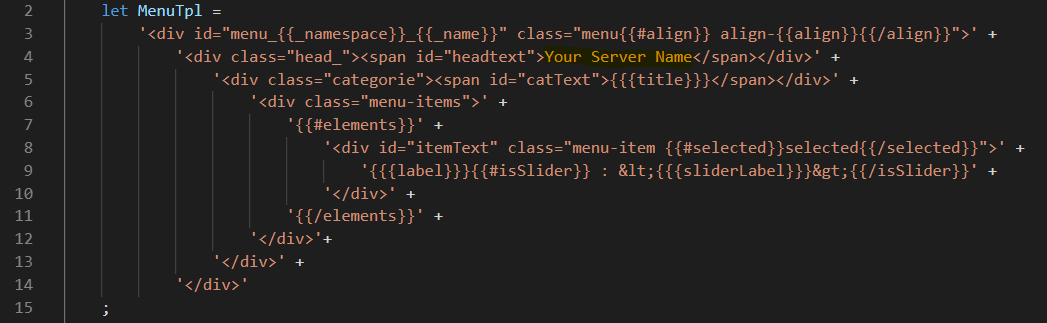 2 let MenuTpl =
3 '<div id="menu_{{_namespace}}_{{_name}}" class="menu{{#align}} align-{{align}}{{/align}}">' +
4 '<div class="head_"><span id="headtext">Your Server Name</span></div>' +
5 '<div class="categorie"><span id="catText">{{{title}}}</span></div>' +
6 '<div class="menu-items">' +
7 '{{#elements}}' +
8 '<div id="itemText" class="menu-item {{#selected}}selected{{/selected}}">' +
9 '{{{label}}}{{#isSlider}} : &lt;{{{sliderLabel}}}&gt;{{/isSlider}}' +
10 '</div>' +
11 '{{/elements}}' +
12 '</div>'+
13 '</div>' +
14 '</div>'
15 ;